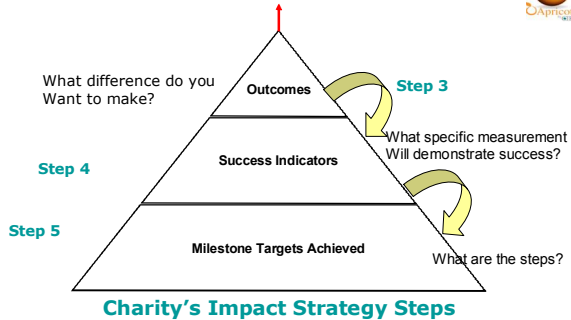 Apricot
What difference do you
Want to make?
Outcomes
Step 3
What specific measurement
Will demonstrate success?
Success Indicators
Step 4
Step 5
Milestone Targets Achieved
What are the steps?
Charity's Impact Strategy Steps